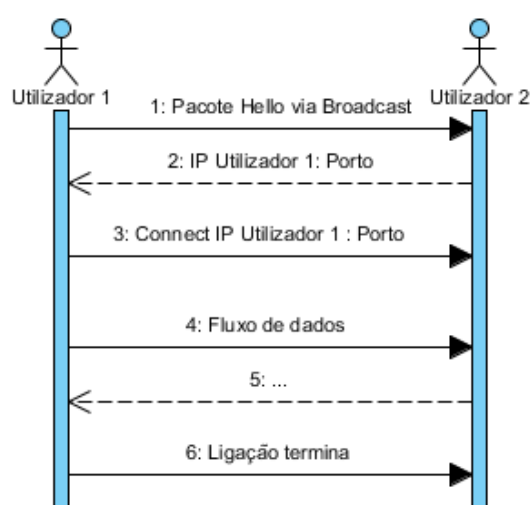 Utilizador 1
Utilizador 2
1: Pacote Hello via Broadcast
2: IP Utilizador 1: Porto
3: Connect IP Utilizador 1 : Porto
4: Fluxo de dados
5: ...
6: Ligação termina